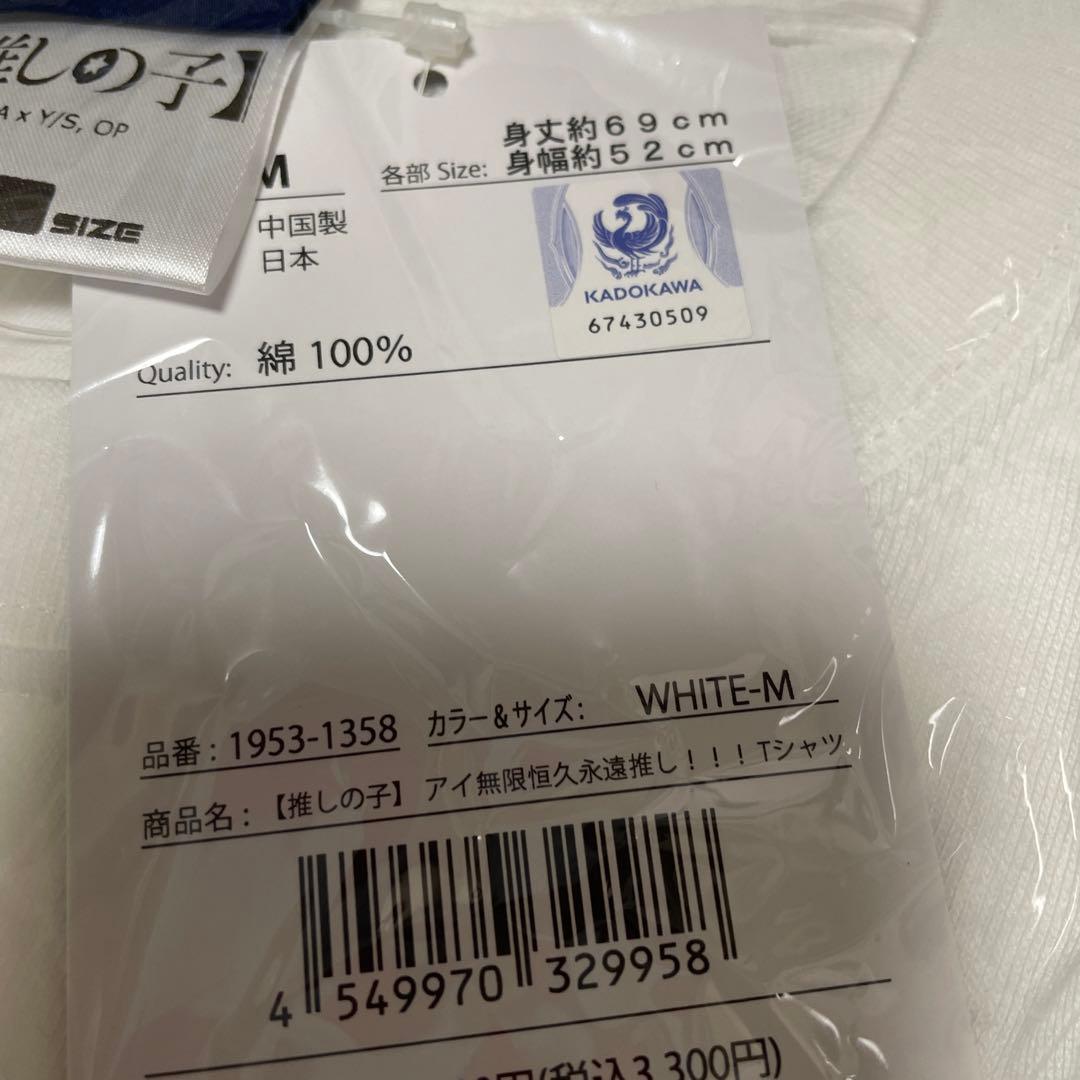 推しの子】
A x Y/S, OP
SIZE
M
各部 Size: 身丈約69cm
身幅約52cm
中国製
日本
KADOKAWA
67430509
Quality: 綿 100%
品番: 1953-1358 カラー&サイズ: WHITE-M
商品名: 【推しの子】 アイ無限恒久永遠推し!!! Tシャツ
4 549970 329958
円(税込3,300円)